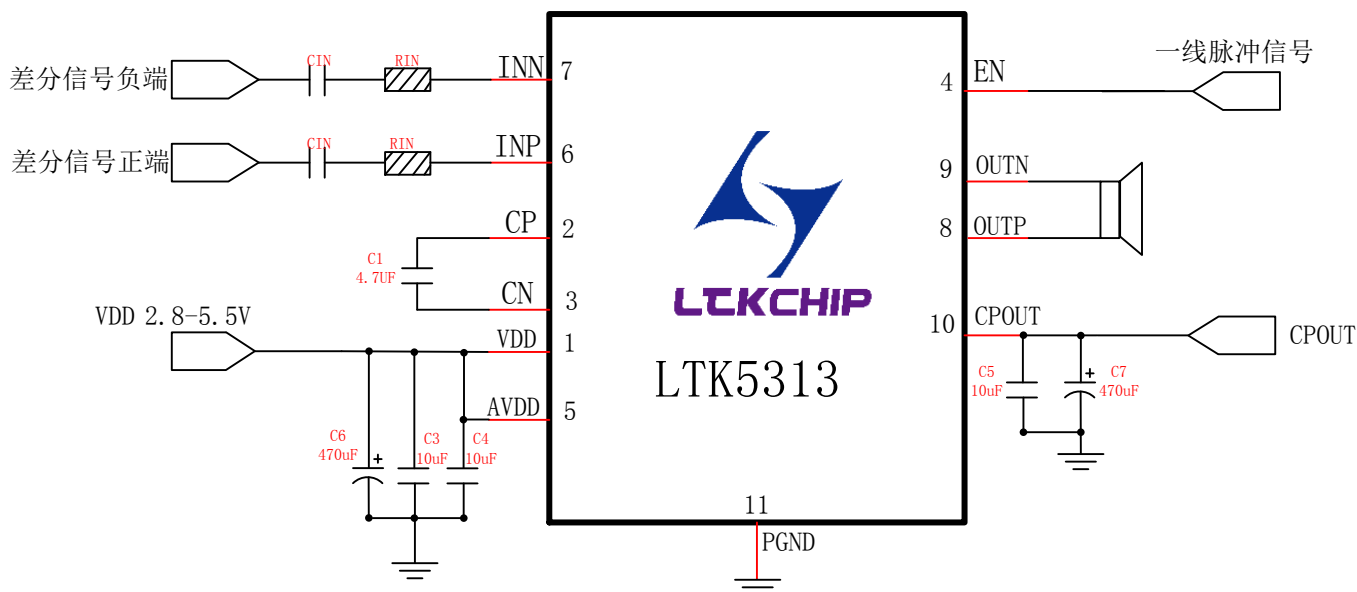 差分信号负端
CIN
RIN
INN
7
差分信号正端
CIN
RIN
INP
6
CP
2
C1
4.7UF
CN
3
VDD 2.8-5.5V
VDD
1
AVDD
5
C6
470uF
+
C3
10uF
C4
10uF
LTKCHIP
LTK5313
11
PGND
一线脉冲信号
4
EN
9
OUTN
8
OUTP
10
CPOUT
CPOUT
C5
10uF
+
C7
470uF